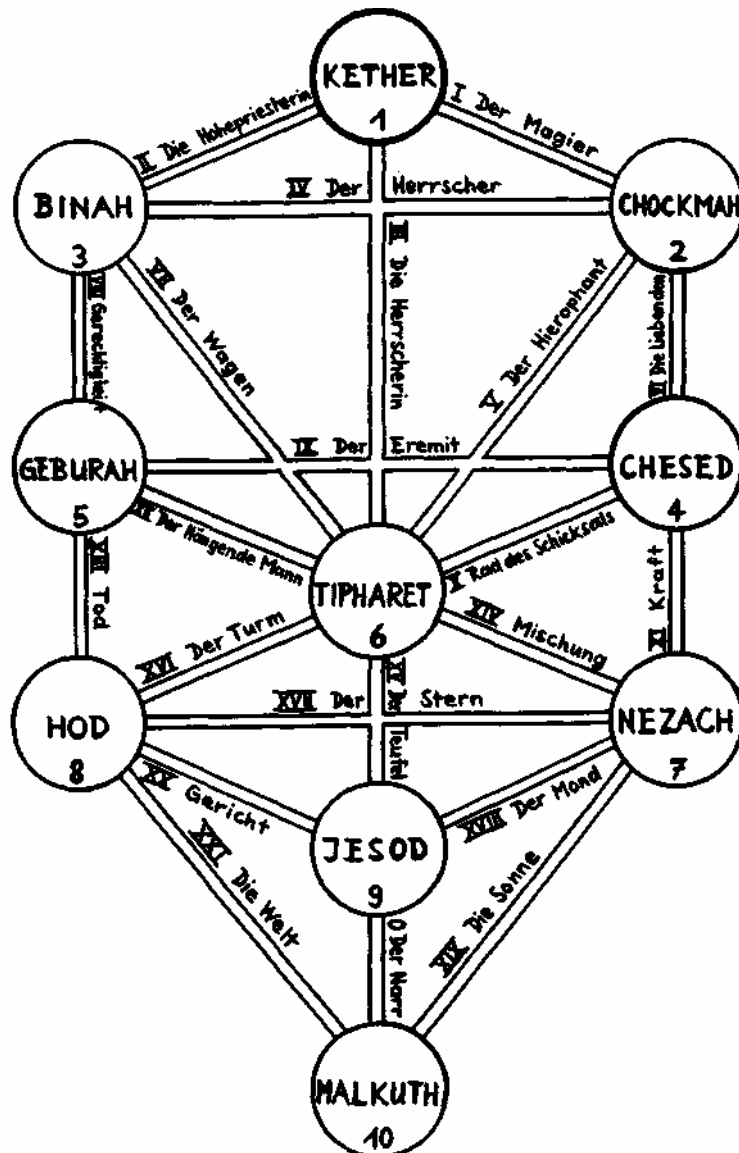 KETHER
1
II Die Hohepriesterin
I Der Magier
BINAH
3
IV Der Herrscher
CHOCKMAH
2
VIII Gerechtigkeit
VII Der Wagen
III Die Herrscherin
V Der Hierophant
VI Die Liebenden
GEBURAH
5
IX Der Eremit
CHESED
4
XII Der Hängende Mann
X Rad des Schicksals
XIII Tod
TIPHARET
6
XI Kraft
XVI Der Turm
XIV Mischung
HOD
8
XVII Der Stern
XV Der Teufel
NEZACH
7
XX Gericht
XVIII Der Mond
JESOD
9
XXI Die Welt
XIX Die Sonne
0 Der Narr
MALKUTH
10